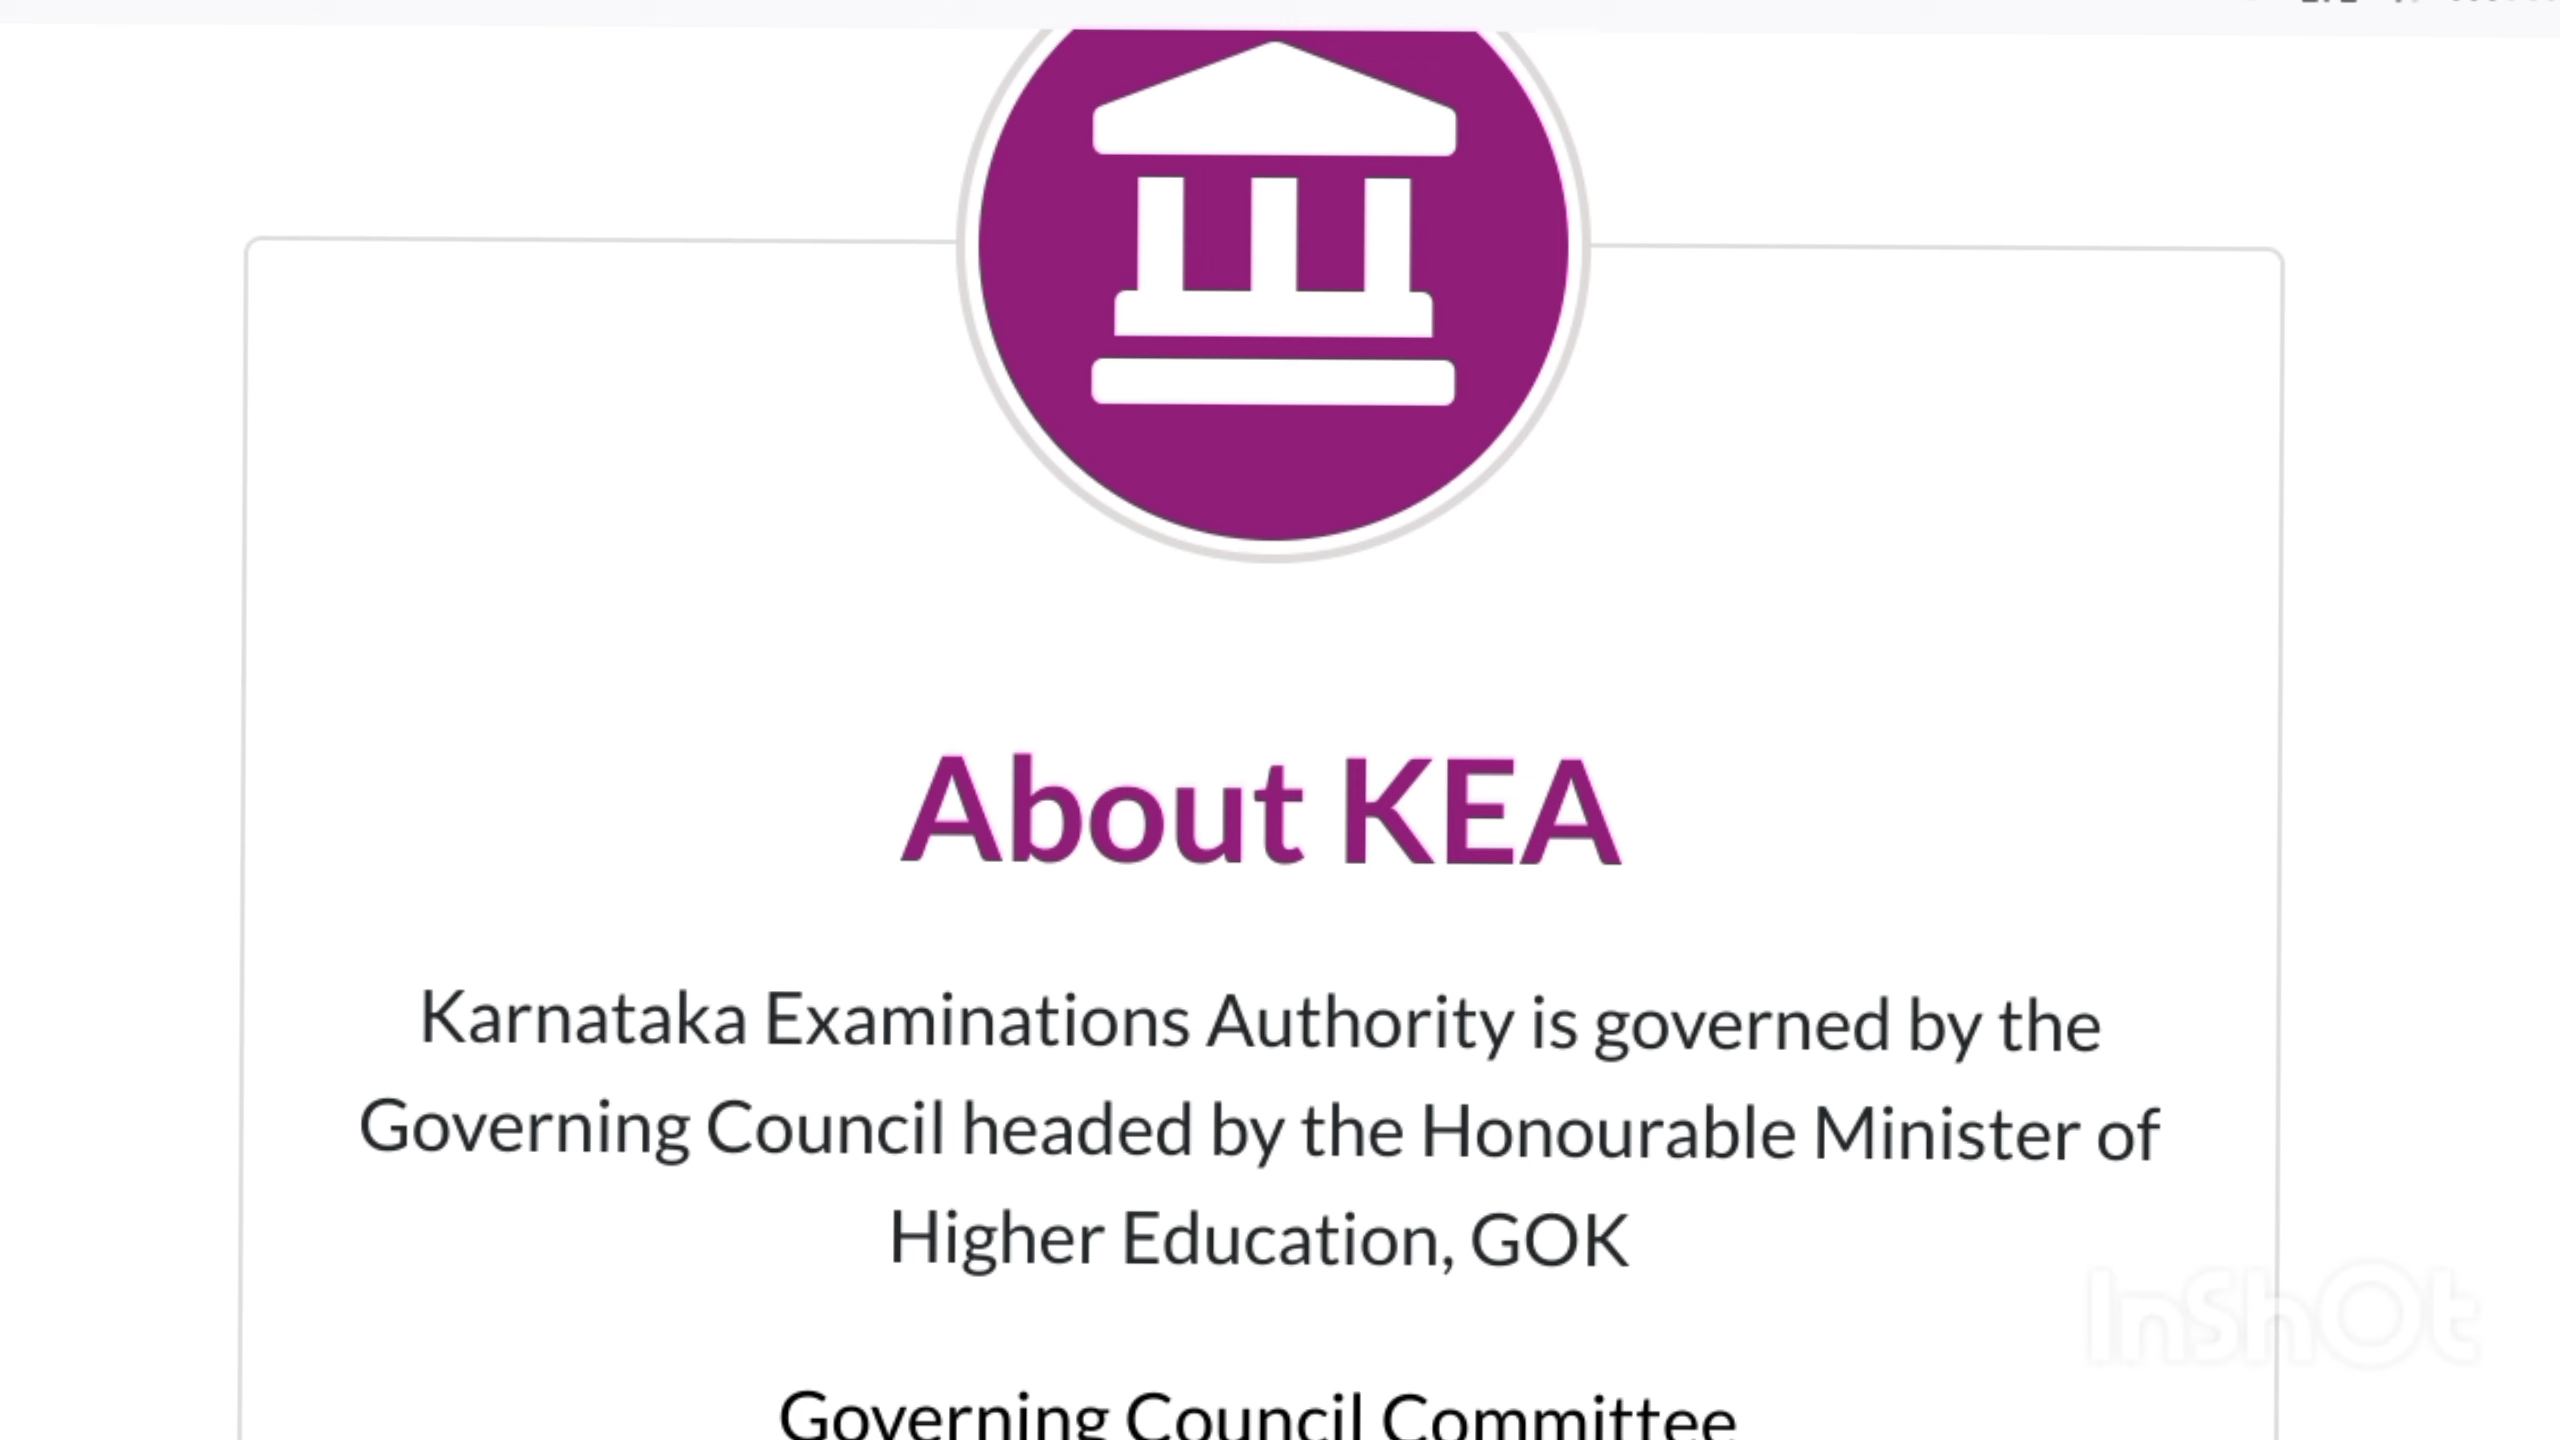 About KEA
Karnataka Examinations Authority is governed by the
Governing Council headed by the Honourable Minister of
Higher Education, GOK
Governing Council Committee
InShOt